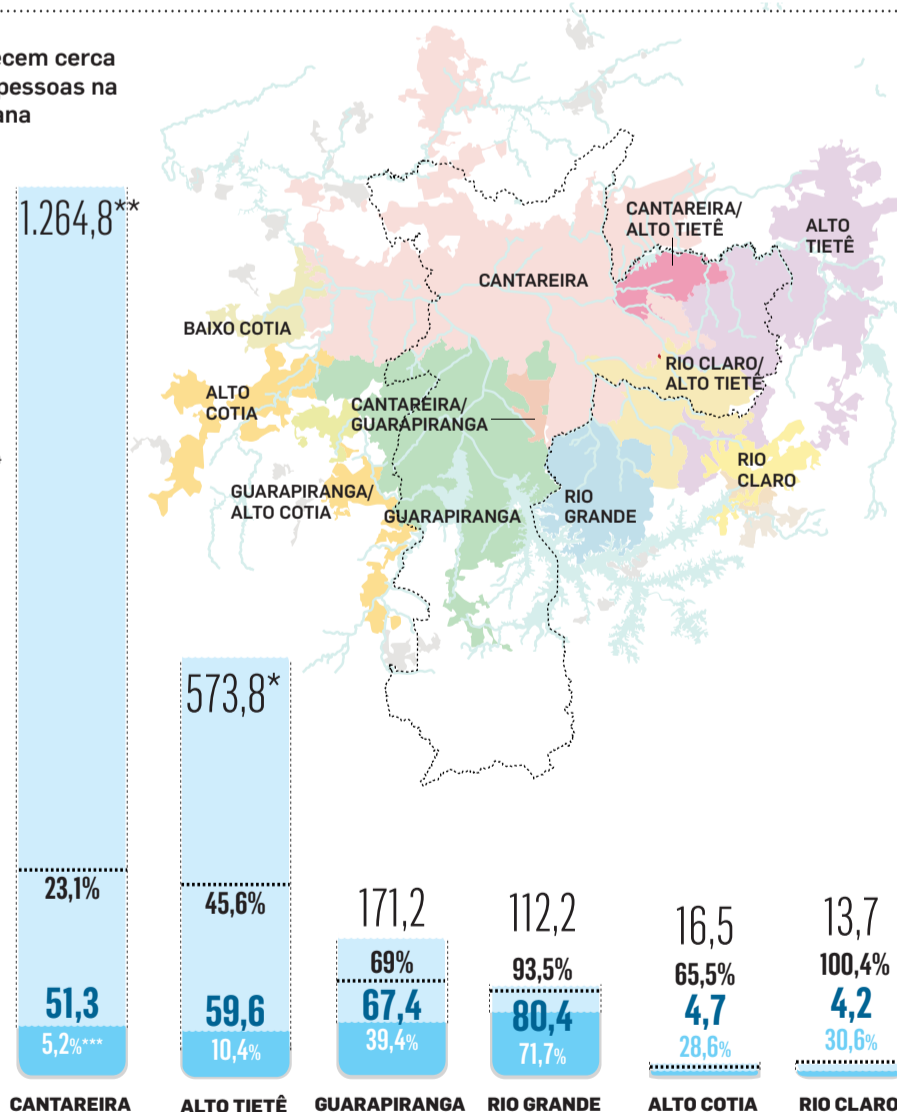 ecem cerca
pessoas na
ana
1.264,8**
23,1%
51,3
5,2%***
CANTAREIRA
573,8*
45,6%
59,6
10,4%
ALTO TIETÊ
171,2
69%
67,4
39,4%
GUARAPIRANGA
112,2
93,5%
80,4
71,7%
RIO GRANDE
16,5
65,5%
4,7
28,6%
ALTO COTIA
13,7
100,4%
4,2
30,6%
RIO CLARO
CANTAREIRA/
ALTO TIETÊ
ALTO
TIETÊ
CANTAREIRA
BAIXO COTIA
ALTO
COTIA
RIO CLARO/
ALTO TIETÊ
CANTAREIRA/
GUARAPIRANGA
RIO
CLARO
GUARAPIRANGA/
ALTO COTIA
GUARAPIRANGA
RIO
GRANDE